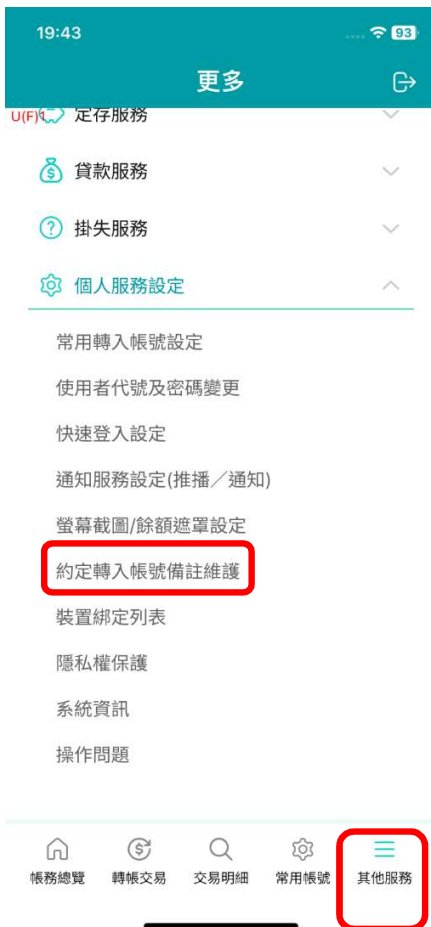 19:43
93
更多
U(F)1
定存服務
貸款服務
掛失服務
個人服務設定
常用轉入帳號設定
使用者代號及密碼變更
快速登入設定
通知服務設定(推播／通知)
螢幕截圖/餘額遮罩設定
約定轉入帳號備註維護
裝置綁定列表
隱私權保護
系統資訊
操作問題
帳務總覽 轉帳交易 交易明細 常用帳號 其他服務